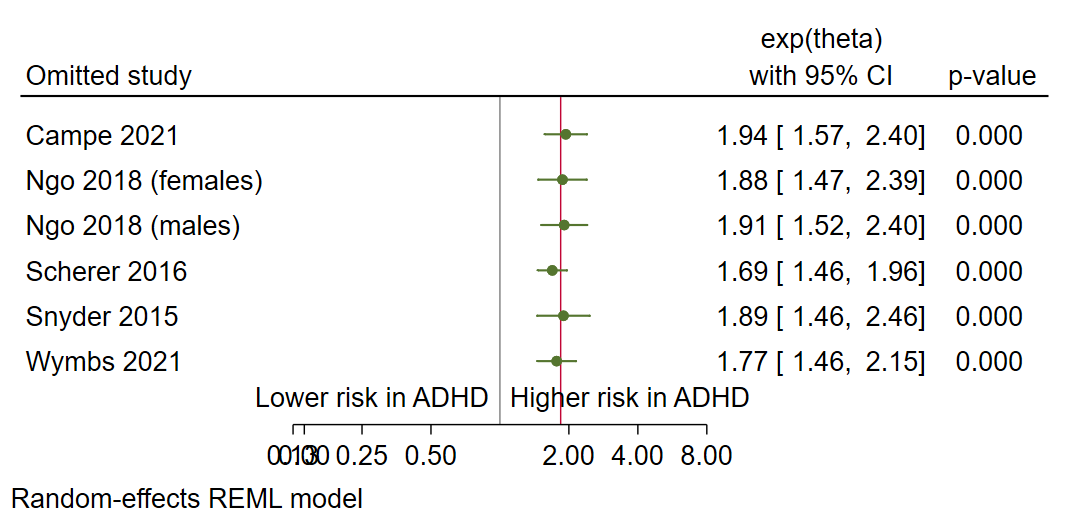 exp(theta)
Omitted study with 95% CI p-value
Campe 2021 1.94 [ 1.57, 2.40] 0.000
Ngo 2018 (females) 1.88 [ 1.47, 2.39] 0.000
Ngo 2018 (males) 1.91 [ 1.52, 2.40] 0.000
Scherer 2016 1.69 [ 1.46, 1.96] 0.000
Snyder 2015 1.89 [ 1.46, 2.46] 0.000
Wymbs 2021 1.77 [ 1.46, 2.15] 0.000
Lower risk in ADHD Higher risk in ADHD
0.25 0.50 2.00 4.00 8.00
Random-effects REML model